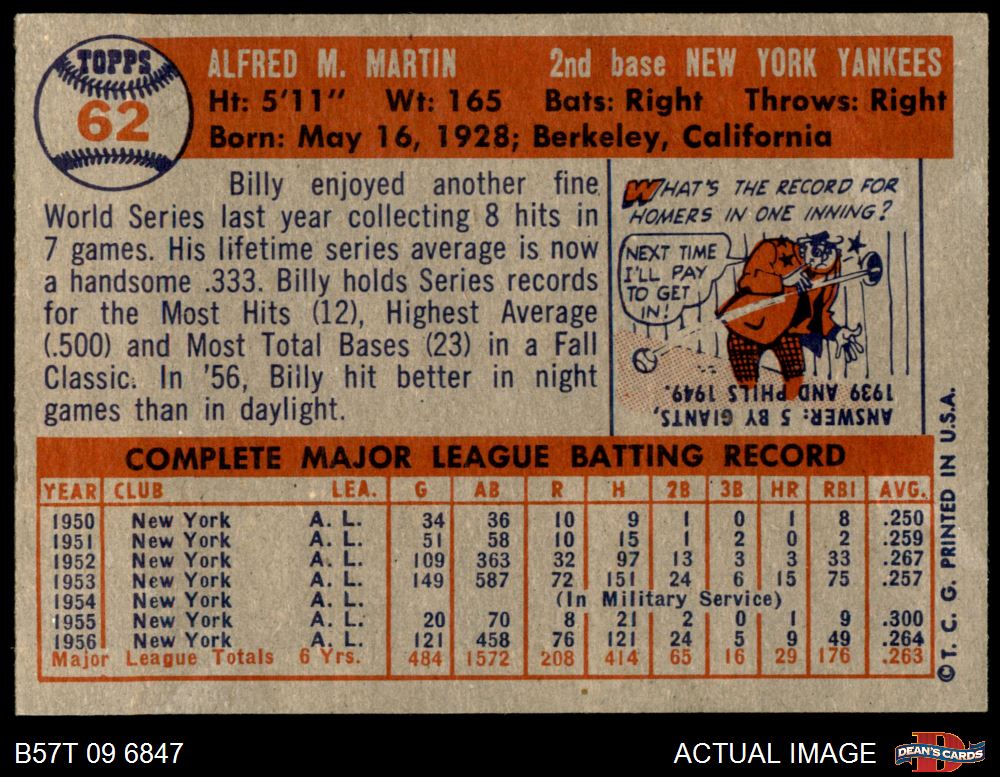 TOPPS
62
ALFRED M. MARTIN 2nd base NEW YORK YANKEES
Ht: 5'11" Wt: 165 Bats: Right Throws: Right
Born: May 16, 1928; Berkeley, California
Billy enjoyed another fine
World Series last year collecting 8 hits in
7 games. His lifetime series average is now
a handsome .333. Billy holds Series records
for the Most Hits (12), Highest Average
(.500) and Most Total Bases (23) in a Fall
Classic. In '56, Billy hit better in night
games than in daylight.
WHAT'S THE RECORD FOR
HOMERS IN ONE INNING?
NEXT TIME
I'LL PAY
TO GET
IN!
ANSWER: 5 BY GIANTS,
1939 AND PHILS 1949.
COMPLETE MAJOR LEAGUE BATTING RECORD
YEAR CLUB LEA. G AB R H 2B 3B HR RBI AVG.
1950 New York A. L. 34 36 10 9 1 0 1 8 .250
1951 New York A. L. 51 58 10 15 1 2 0 2 .259
1952 New York A. L. 109 363 32 97 13 3 3 33 .267
1953 New York A. L. 149 587 72 151 24 6 15 75 .257
1954 New York A. L. (In Military Service)
1955 New York A. L. 20 70 8 21 2 0 1 9 .300
1956 New York A. L. 121 458 76 121 24 5 9 49 .264
Major League Totals 6 Yrs. 484 1572 208 414 65 16 29 176 .263
© T. C. G. PRINTED IN U.S.A.
B57T 09 6847 ACTUAL IMAGE
DEAN'S CARDS